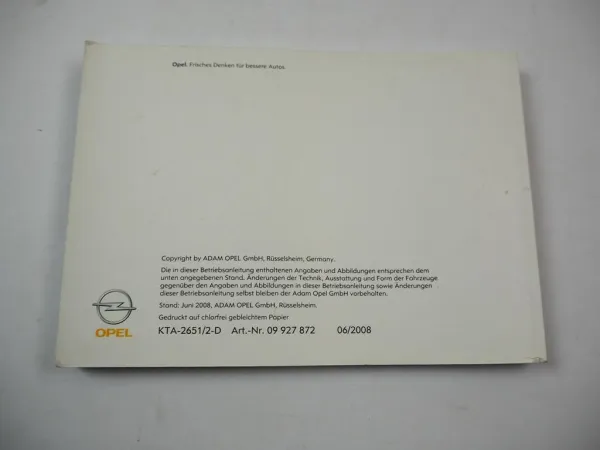 Opel. Frisches Denken für bessere Autos.
Copyright by ADAM OPEL GmbH, Rüsselsheim, Germany.
Die in dieser Betriebsanleitung enthaltenen Angaben und Abbildungen entsprechen dem
unten angegebenen Stand. Änderungen der Technik, Ausstattung und Form der Fahrzeuge
gegenüber den Angaben und Abbildungen in dieser Betriebsanleitung sowie Änderungen
dieser Betriebsanleitung selbst bleiben der Adam Opel GmbH vorbehalten.
Stand: Juni 2008, ADAM OPEL GmbH, Rüsselsheim.
Gedruckt auf chlorfrei gebleichtem Papier
OPEL KTA-2651/2-D Art.-Nr. 09 927 872 06/2008